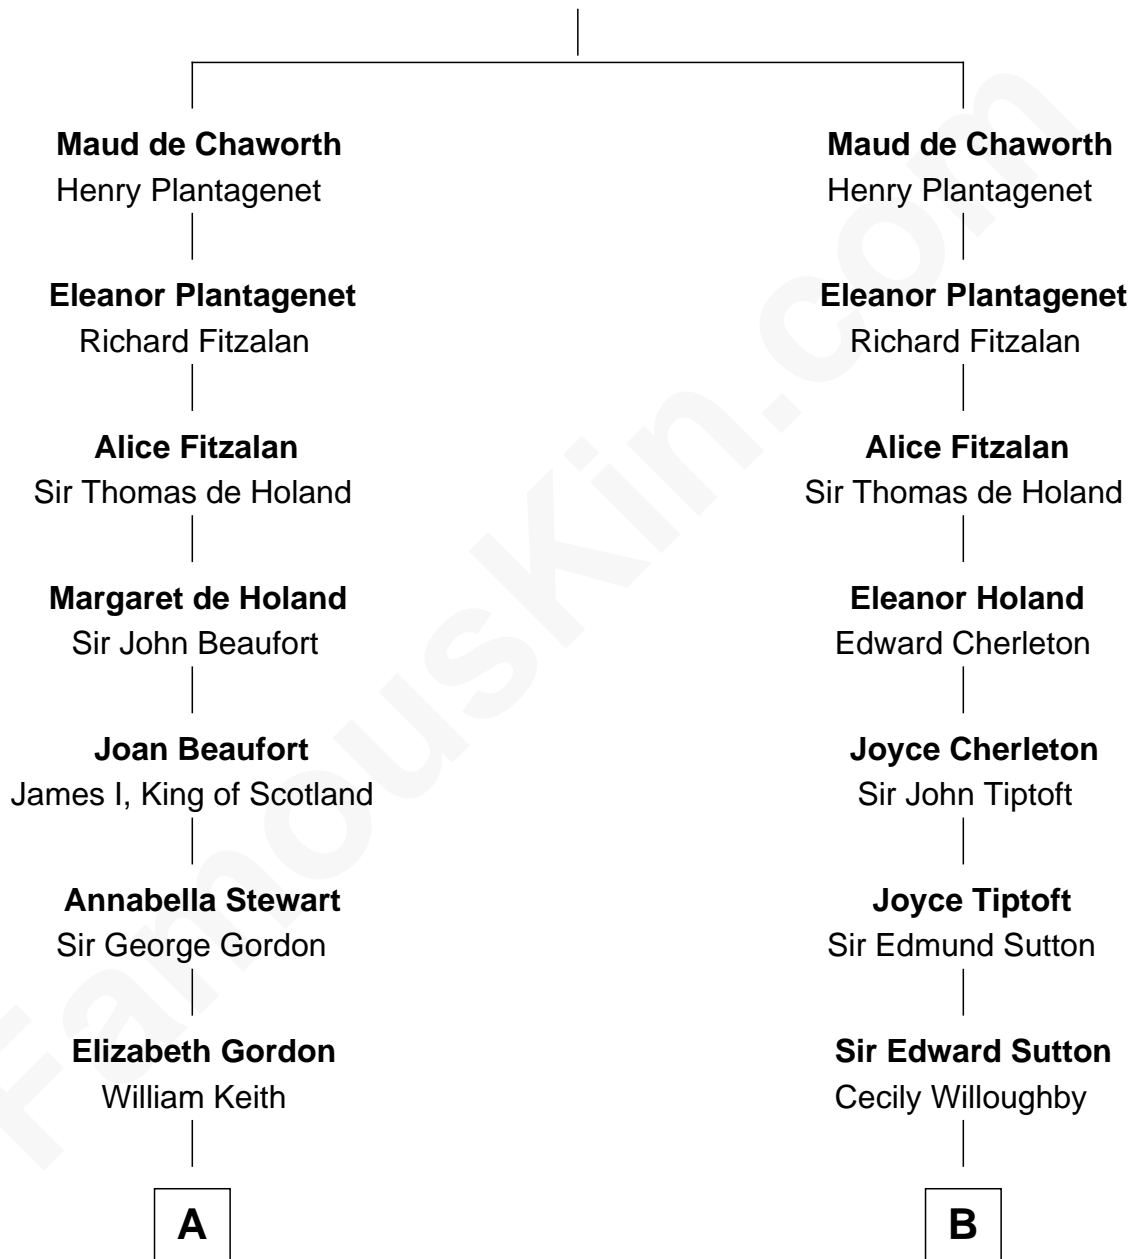 Maud de Chaworth
Henry Plantagenet
Eleanor Plantagenet
Richard Fitzalan
Alice Fitzalan
Sir Thomas de Holand
Margaret de Holand
Sir John Beaufort
Joan Beaufort
James I, King of Scotland
Annabella Stewart
Sir George Gordon
Elizabeth Gordon
William Keith
A
Maud de Chaworth
Henry Plantagenet
Eleanor Plantagenet
Richard Fitzalan
Alice Fitzalan
Sir Thomas de Holand
Eleanor Holand
Edward Cherleton
Joyce Cherleton
Sir John Tiptoft
Joyce Tiptoft
Sir Edmund Sutton
Sir Edward Sutton
Cecily Willoughby
B
FamousKin.com